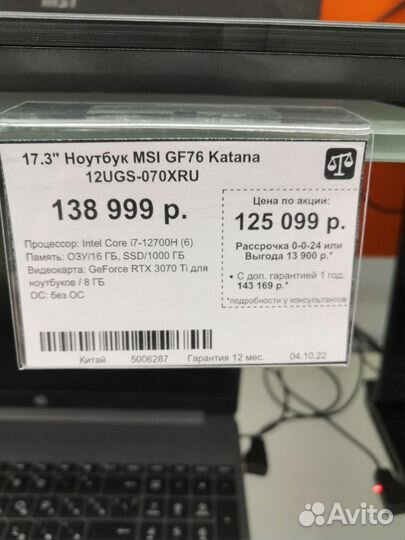 17.3" Ноутбук MSI GF76 Katana
12UGS-070XRU
138 999 р.
Цена по акции:
125 099 р.
Рассрочка 0-0-24 или
Выгода 13 900 р.*
• С доп. гарантией 1 год:
143 169 р.*
*подробности у консультантов
Процессор: Intel Core i7-12700H (6)
Память: ОЗУ/16 ГБ, SSD/1000 ГБ
Видеокарта: GeForce RTX 3070 Ti для
ноутбуков / 8 ГБ
ОС: без ОС
Китай 5006287 Гарантия 12 мес. 04.10.22
Avito